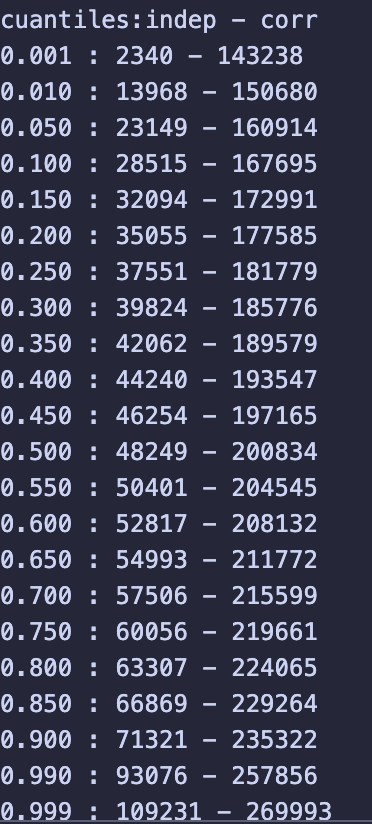 cuantiles:indep – corr
0.001 : 2340 – 143238
0.010 : 13968 – 150680
0.050 : 23149 – 160914
0.100 : 28515 – 167695
0.150 : 32094 – 172991
0.200 : 35055 – 177585
0.250 : 37551 – 181779
0.300 : 39824 – 185776
0.350 : 42062 – 189579
0.400 : 44240 – 193547
0.450 : 46254 – 197165
0.500 : 48249 – 200834
0.550 : 50401 – 204545
0.600 : 52817 – 208132
0.650 : 54993 – 211772
0.700 : 57506 – 215599
0.750 : 60056 – 219661
0.800 : 63307 – 224065
0.850 : 66869 – 229264
0.900 : 71321 – 235322
0.990 : 93076 – 257856
0.999 : 109231 – 269993